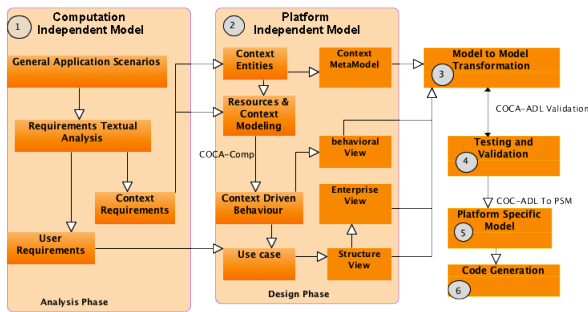 1
Computation
Independent Model
General Application Scenarios
Requirements Textual
Analysis
Context
Requirements
User
Requirements
Analysis Phase
2
Platform
Independent Model
Context
Entities
Context
MetaModel
Resources &
Context
Modeling
COCA-Comp
behavioral
View
Context Driven
Behaviour
Enterprise
View
Use case
Structure
View
Design Phase
Model to Model
Transformation
3
COCA-ADL Validation
Testing and
Validation
4
COC-ADL To PSM
Platform Specific
Model
5
Code Generation
6